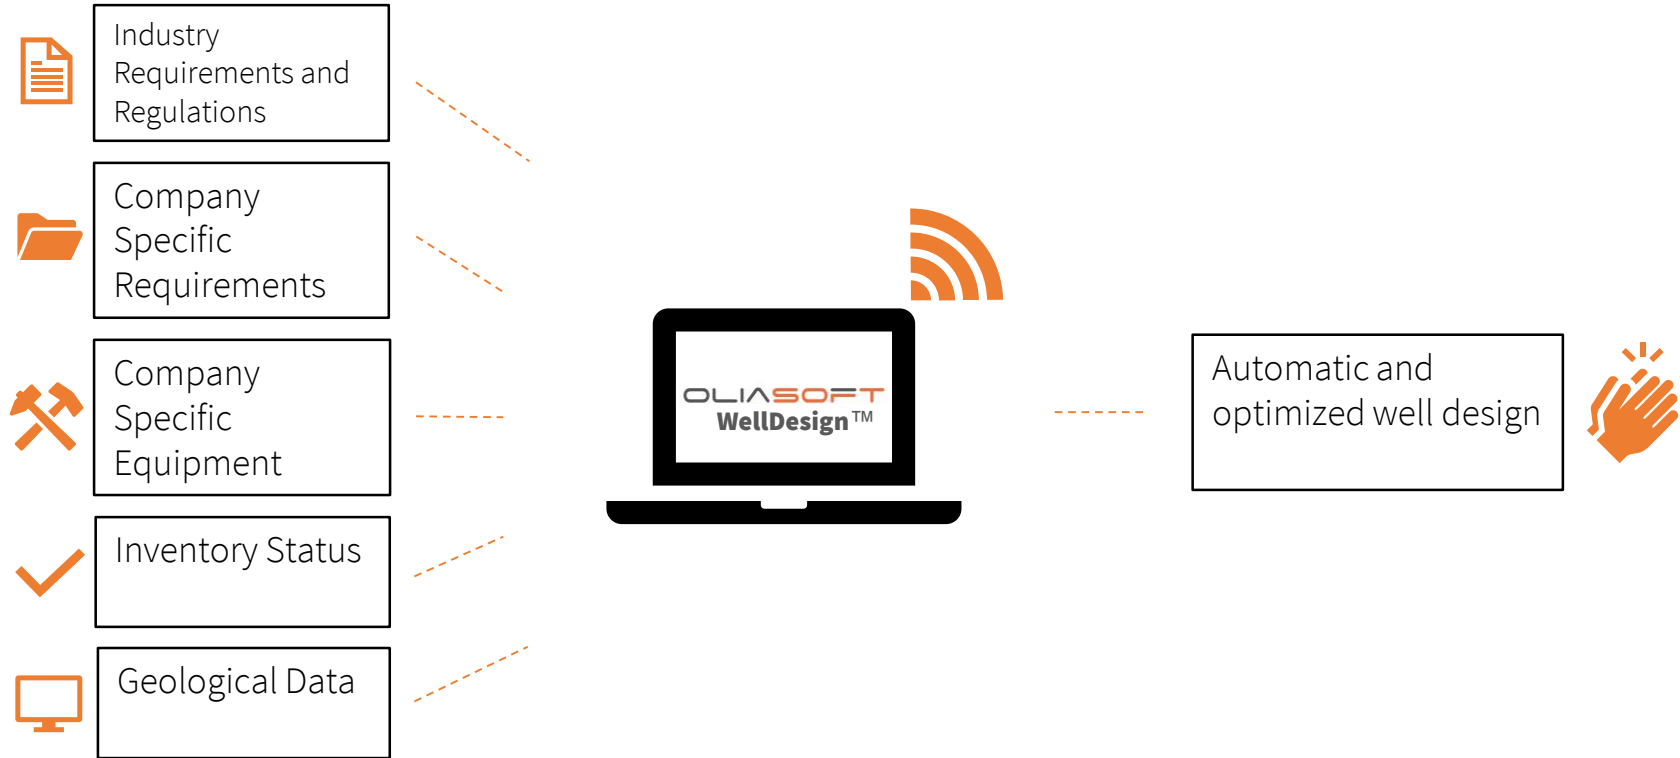 Industry
Requirements and
Regulations
Company
Specific
Requirements
Company
Specific
Equipment
Inventory Status
Geological Data
OLIASOFT
WellDesign™
Automatic and
optimized well design